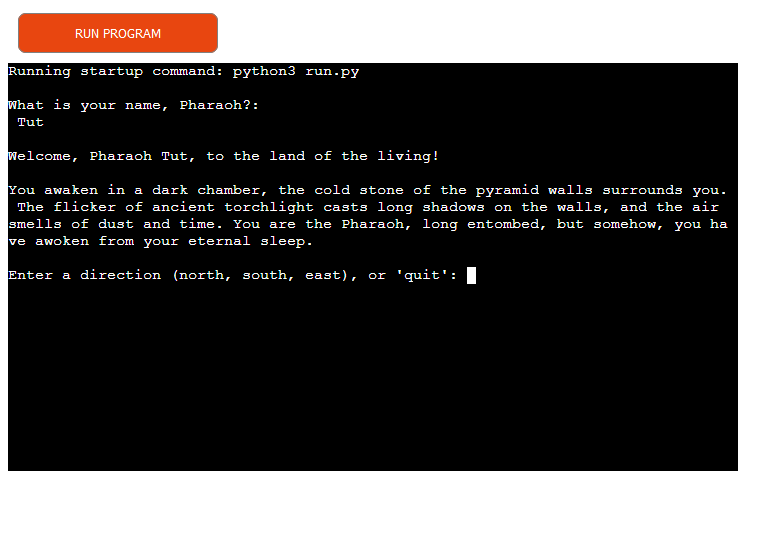 RUN PROGRAM
Running startup command: python3 run.py
What is your name, Pharaoh?:
Tut
Welcome, Pharaoh Tut, to the land of the living!
You awaken in a dark chamber, the cold stone of the pyramid walls surrounds you.
The flicker of ancient torchlight casts long shadows on the walls, and the air
smells of dust and time. You are the Pharaoh, long entombed, but somehow, you ha
ve awoken from your eternal sleep.
Enter a direction (north, south, east), or 'quit':